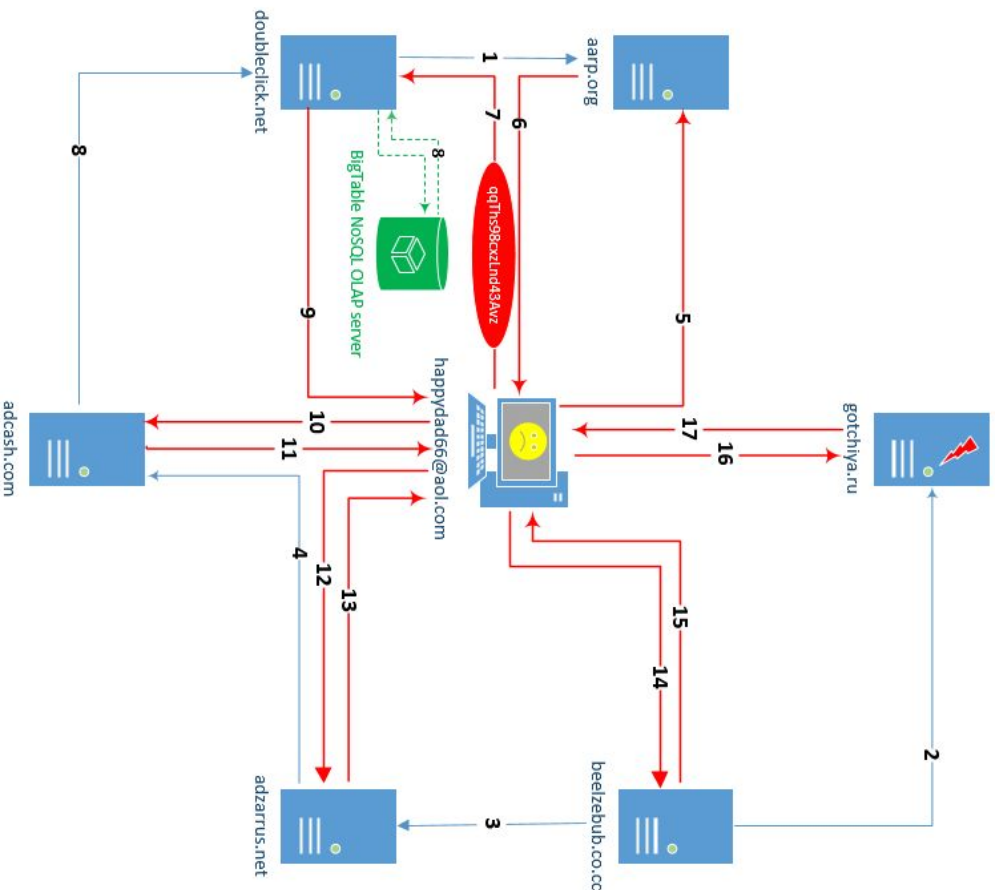 2
gotchiya.ru
16
17
5
15
14
aarp.org
beelzebub.co.cc
6
1
7
qqThs98cxzLnd43Avz
3
8
happydad66@aol.com
BigTable NoSQL OLAP server
13
12
9
10
4
11
doubleclick.net
adzarrus.net
8
adcash.com